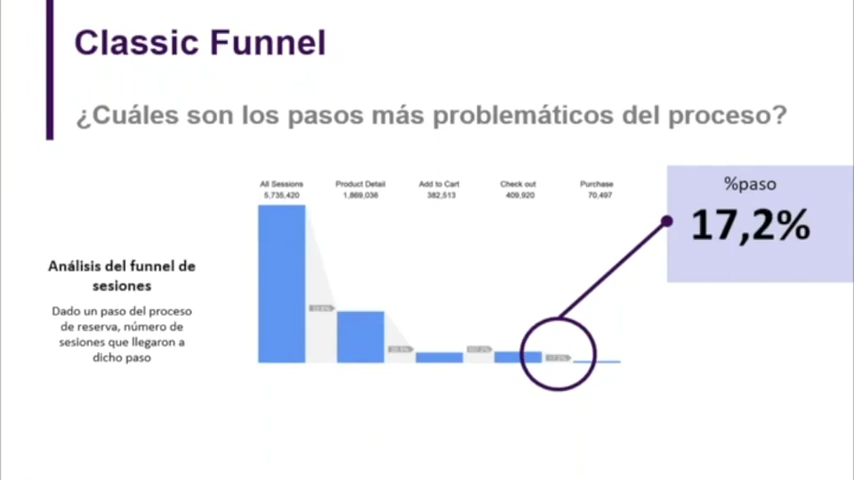 Classic Funnel
¿Cuáles son los pasos más problemáticos del proceso?
All Sessions
5,735,420
Product Detail
1,869,036
Add to Cart
382,513
Check out
409,920
Purchase
70,497
%paso
17,2%
Análisis del funnel de
sesiones
Dado un paso del proceso
de reserva, número de
sesiones que llegaron a
dicho paso